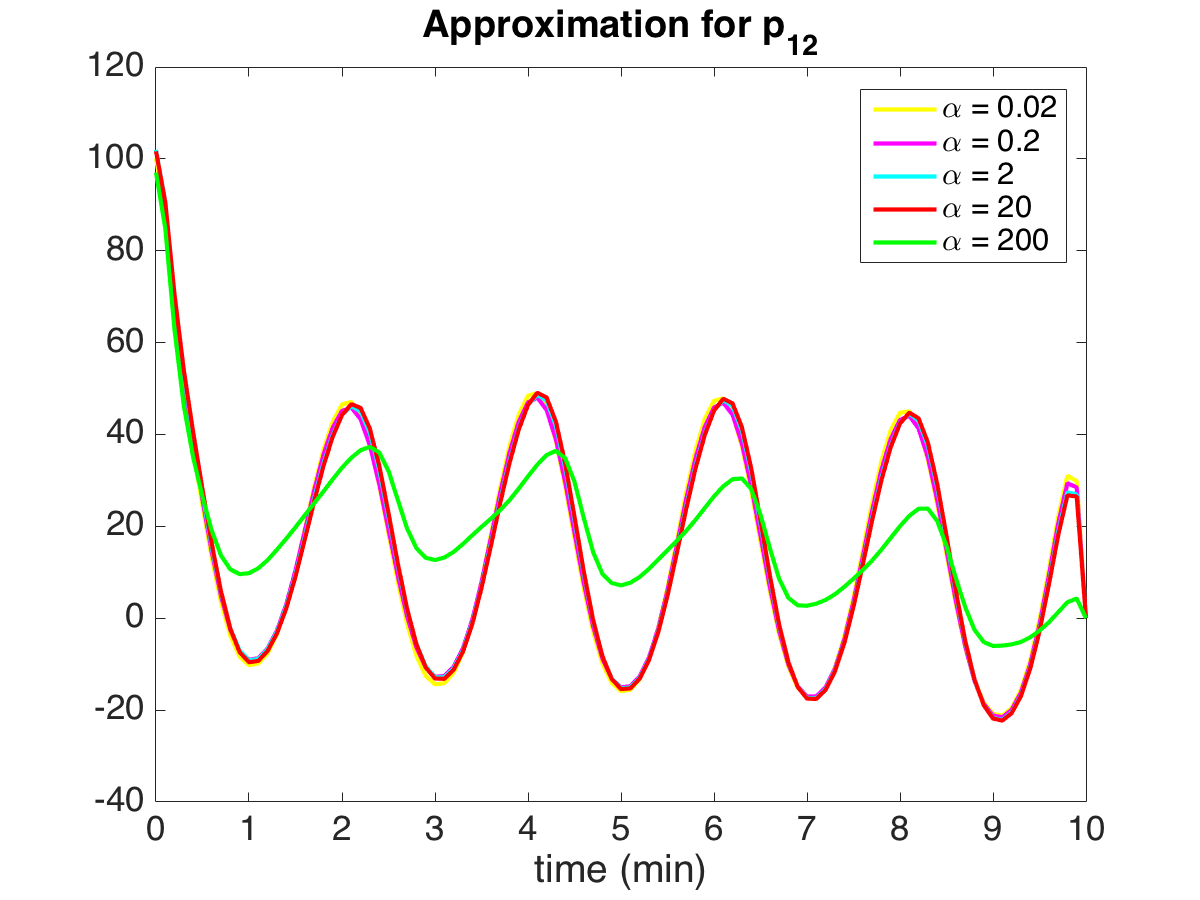 Approximation for p12
120
100
80
60
40
20
0
-20
-40
α = 0.02
α = 0.2
α = 2
α = 20
α = 200
0 1 2 3 4 5 6 7 8 9 10
time (min)